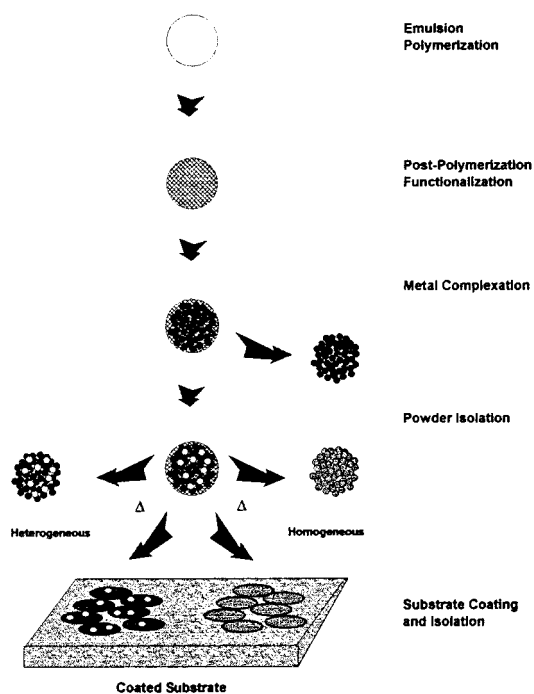 Emulsion
Polymerization
Post-Polymerization
Functionalization
Metal Complexation
Powder Isolation
Δ
Δ
Heterogeneous
Homogeneous
Substrate Coating
and Isolation
Coated Substrate